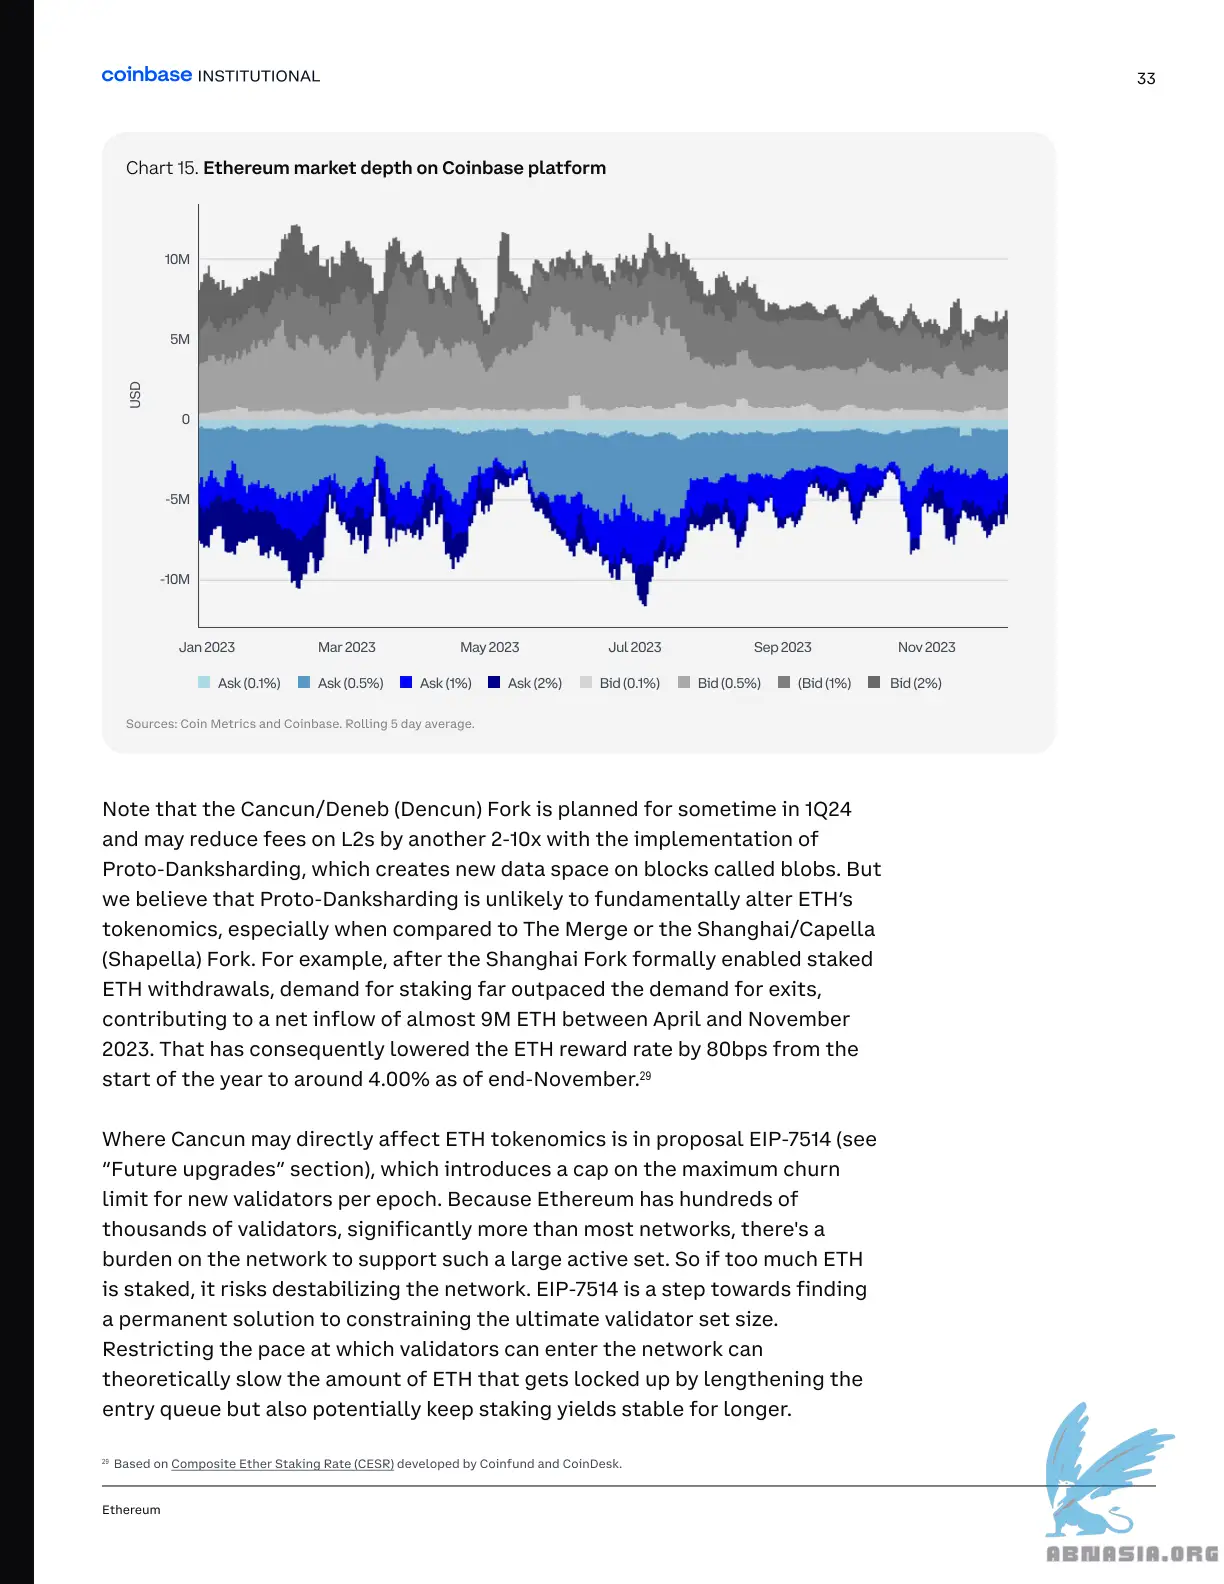 coinbase INSTITUTIONAL
33
Chart 15. Ethereum market depth on Coinbase platform
10M
5M
USD
0
-5M
-10M
Jan 2023 Mar 2023 May 2023 Jul 2023 Sep 2023 Nov 2023
Ask (0.1%) Ask (0.5%) Ask (1%) Ask (2%) Bid (0.1%) Bid (0.5%) (Bid (1%) Bid (2%)
Sources: Coin Metrics and Coinbase. Rolling 5 day average.
Note that the Cancun/Deneb (Dencun) Fork is planned for sometime in 1Q24
and may reduce fees on L2s by another 2-10x with the implementation of
Proto-Danksharding, which creates new data space on blocks called blobs. But
we believe that Proto-Danksharding is unlikely to fundamentally alter ETH’s
tokenomics, especially when compared to The Merge or the Shanghai/Capella
(Shapella) Fork. For example, after the Shanghai Fork formally enabled staked
ETH withdrawals, demand for staking far outpaced the demand for exits,
contributing to a net inflow of almost 9M ETH between April and November
2023. That has consequently lowered the ETH reward rate by 80bps from the
start of the year to around 4.00% as of end-November.29
Where Cancun may directly affect ETH tokenomics is in proposal EIP-7514 (see
“Future upgrades” section), which introduces a cap on the maximum churn
limit for new validators per epoch. Because Ethereum has hundreds of
thousands of validators, significantly more than most networks, there's a
burden on the network to support such a large active set. So if too much ETH
is staked, it risks destabilizing the network. EIP-7514 is a step towards finding
a permanent solution to constraining the ultimate validator set size.
Restricting the pace at which validators can enter the network can
theoretically slow the amount of ETH that gets locked up by lengthening the
entry queue but also potentially keep staking yields stable for longer.
29 Based on Composite Ether Staking Rate (CESR) developed by Coinfund and CoinDesk.
Ethereum
ABNASIA.ORG